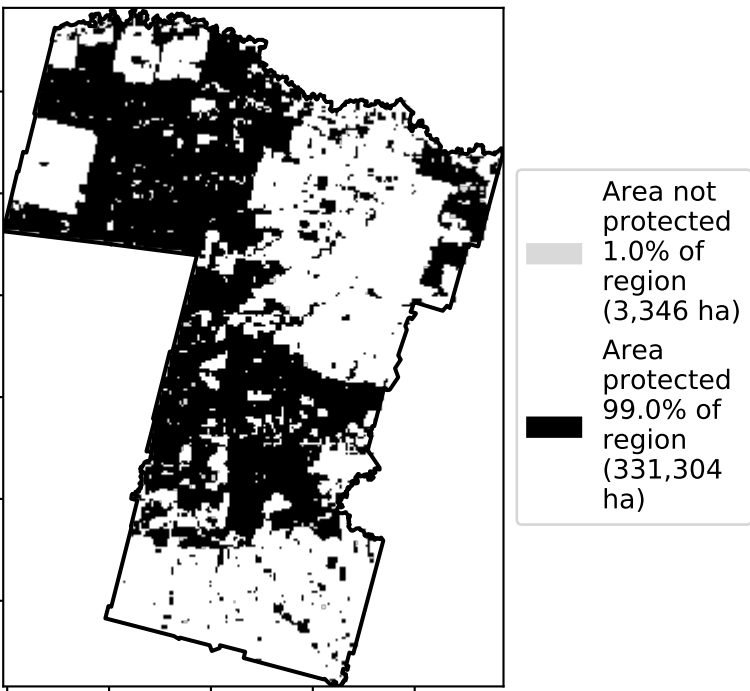 Area not
protected
1.0% of
region
(3,346 ha)
Area
protected
99.0% of
region
(331,304
ha)